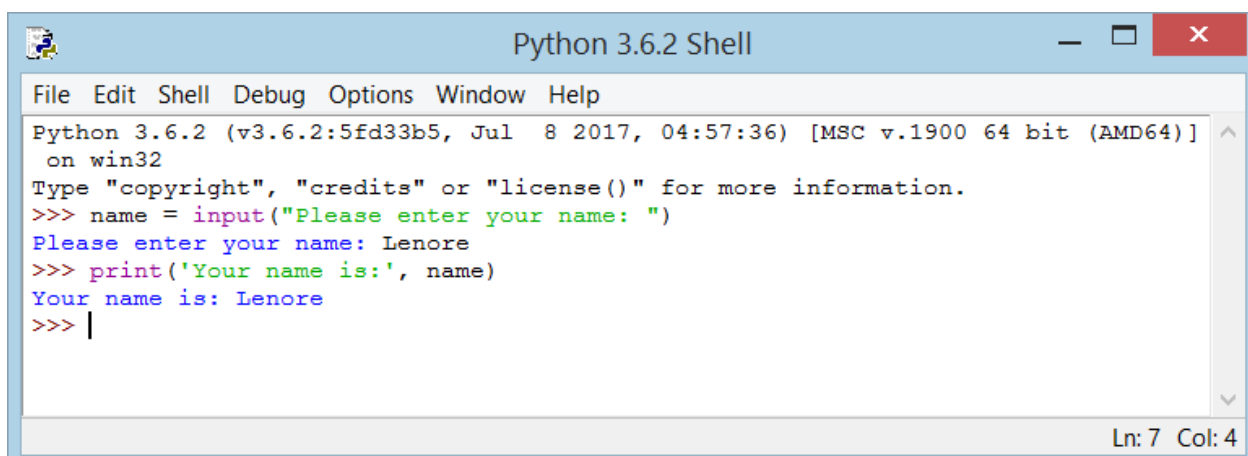 Python 3.6.2 Shell
File Edit Shell Debug Options Window Help
Python 3.6.2 (v3.6.2:5fd33b5, Jul  8 2017, 04:57:36) [MSC v.1900 64 bit (AMD64)]
 on win32
Type "copyright", "credits" or "license()" for more information.
>>> name = input("Please enter your name: ")
Please enter your name: Lenore
>>> print('Your name is:', name)
Your name is: Lenore
>>>
Ln: 7 Col: 4